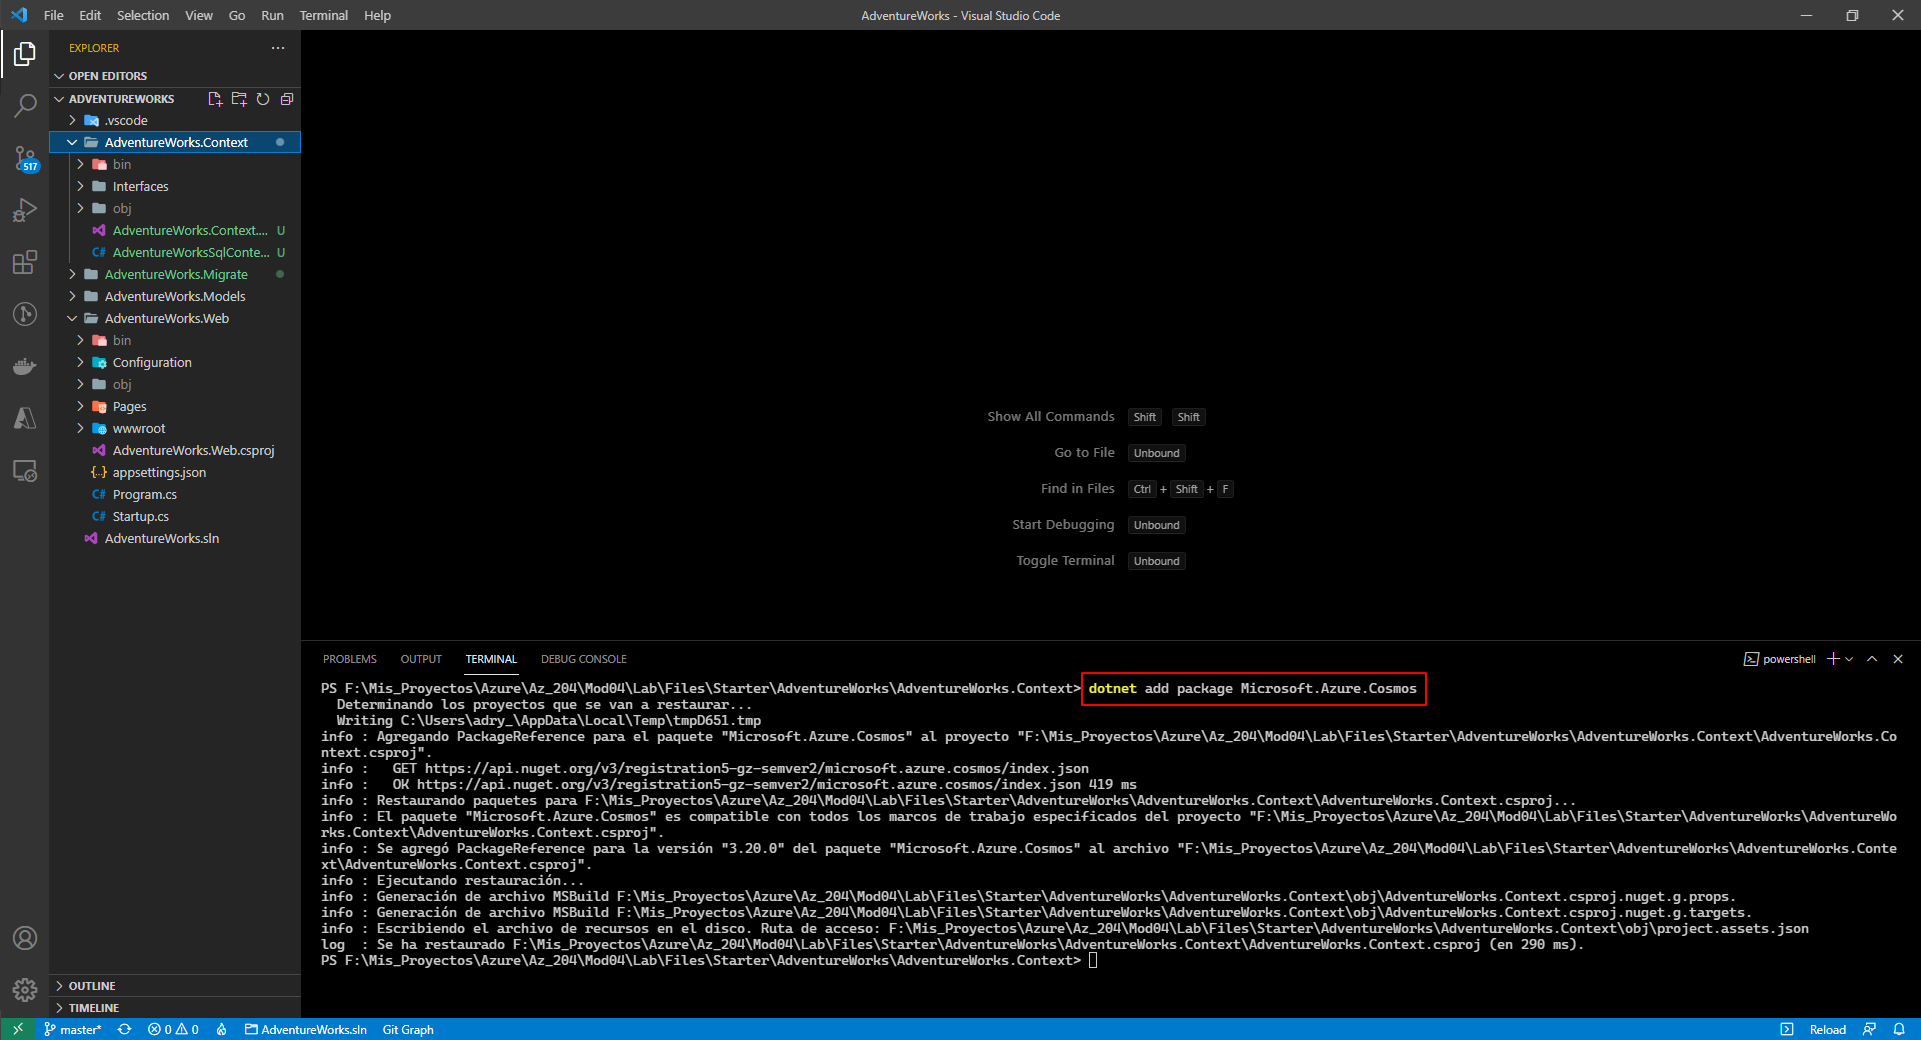 File Edit Selection View Go Run Terminal Help
AdventureWorks - Visual Studio Code
EXPLORER
OPEN EDITORS
ADVENTUREWORKS
.vscode
AdventureWorks.Context
bin
Interfaces
obj
AdventureWorks.Context.... U
AdventureWorksSqlConte... U
AdventureWorks.Migrate
AdventureWorks.Models
AdventureWorks.Web
bin
Configuration
obj
Pages
wwwroot
AdventureWorks.Web.csproj
appsettings.json
C# Program.cs
C# Startup.cs
AdventureWorks.sln
517
OUTLINE
TIMELINE
Show All Commands Shift Shift
Go to File Unbound
Find in Files Ctrl + Shift + F
Start Debugging Unbound
Toggle Terminal Unbound
PROBLEMS OUTPUT TERMINAL DEBUG CONSOLE
powershell
PS F:\Mis_Proyectos\Azure\Az_204\Mod04\Lab\Files\Starter\AdventureWorks\AdventureWorks.Context> dotnet add package Microsoft.Azure.Cosmos
Determinando los proyectos que se van a restaurar...
Writing C:\Users\adry_\AppData\Local\Temp\tmpD651.tmp
info : Agregando PackageReference para el paquete "Microsoft.Azure.Cosmos" al proyecto "F:\Mis_Proyectos\Azure\Az_204\Mod04\Lab\Files\Starter\AdventureWorks\AdventureWorks.Context\AdventureWorks.Co
ntext.csproj".
info :   GET https://api.nuget.org/v3/registration5-gz-semver2/microsoft.azure.cosmos/index.json
info :   OK https://api.nuget.org/v3/registration5-gz-semver2/microsoft.azure.cosmos/index.json 419 ms
info : Restaurando paquetes para F:\Mis_Proyectos\Azure\Az_204\Mod04\Lab\Files\Starter\AdventureWorks\AdventureWorks.Context\AdventureWorks.Context.csproj...
info : El paquete "Microsoft.Azure.Cosmos" es compatible con todos los marcos de trabajo especificados del proyecto "F:\Mis_Proyectos\Azure\Az_204\Mod04\Lab\Files\Starter\AdventureWorks\AdventureWo
rks.Context\AdventureWorks.Context.csproj".
info : Se agregó PackageReference para la versión "3.20.0" del paquete "Microsoft.Azure.Cosmos" al archivo "F:\Mis_Proyectos\Azure\Az_204\Mod04\Lab\Files\Starter\AdventureWorks\AdventureWorks.Conte
xt\AdventureWorks.Context.csproj".
info : Ejecutando restauración...
info : Generación de archivo MSBuild F:\Mis_Proyectos\Azure\Az_204\Mod04\Lab\Files\Starter\AdventureWorks\AdventureWorks.Context\obj\AdventureWorks.Context.csproj.nuget.g.props.
info : Generación de archivo MSBuild F:\Mis_Proyectos\Azure\Az_204\Mod04\Lab\Files\Starter\AdventureWorks\AdventureWorks.Context\obj\AdventureWorks.Context.csproj.nuget.g.targets.
info : Escribiendo el archivo de recursos en el disco. Ruta de acceso: F:\Mis_Proyectos\Azure\Az_204\Mod04\Lab\Files\Starter\AdventureWorks\AdventureWorks.Context\obj\project.assets.json
log  : Se ha restaurado F:\Mis_Proyectos\Azure\Az_204\Mod04\Lab\Files\Starter\AdventureWorks\AdventureWorks.Context\AdventureWorks.Context.csproj (en 290 ms).
PS F:\Mis_Proyectos\Azure\Az_204\Mod04\Lab\Files\Starter\AdventureWorks\AdventureWorks.Context>
master* 0 0 AdventureWorks.sln Git Graph Reload